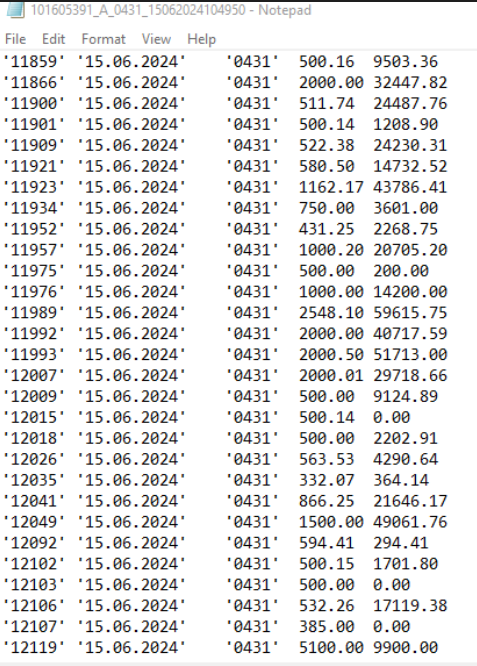 101605391_A_0431_15062024104950 - Notepad
File Edit Format View Help
'11859' '15.06.2024' '0431' 500.16 9503.36
'11866' '15.06.2024' '0431' 2000.00 32447.82
'11900' '15.06.2024' '0431' 511.74 24487.76
'11901' '15.06.2024' '0431' 500.14 1208.90
'11909' '15.06.2024' '0431' 522.38 24230.31
'11921' '15.06.2024' '0431' 580.50 14732.52
'11923' '15.06.2024' '0431' 1162.17 43786.41
'11934' '15.06.2024' '0431' 750.00 3601.00
'11952' '15.06.2024' '0431' 431.25 2268.75
'11957' '15.06.2024' '0431' 1000.20 20705.20
'11975' '15.06.2024' '0431' 500.00 200.00
'11976' '15.06.2024' '0431' 1000.00 14200.00
'11989' '15.06.2024' '0431' 2548.10 59615.75
'11992' '15.06.2024' '0431' 2000.00 40717.59
'11993' '15.06.2024' '0431' 2000.50 51713.00
'12007' '15.06.2024' '0431' 2000.01 29718.66
'12009' '15.06.2024' '0431' 500.00 9124.89
'12015' '15.06.2024' '0431' 500.14 0.00
'12018' '15.06.2024' '0431' 500.00 2202.91
'12026' '15.06.2024' '0431' 563.53 4290.64
'12035' '15.06.2024' '0431' 332.07 364.14
'12041' '15.06.2024' '0431' 866.25 21646.17
'12049' '15.06.2024' '0431' 1500.00 49061.76
'12092' '15.06.2024' '0431' 594.41 294.41
'12102' '15.06.2024' '0431' 500.15 1701.80
'12103' '15.06.2024' '0431' 500.00 0.00
'12106' '15.06.2024' '0431' 532.26 17119.38
'12107' '15.06.2024' '0431' 385.00 0.00
'12119' '15.06.2024' '0431' 5100.00 9900.00